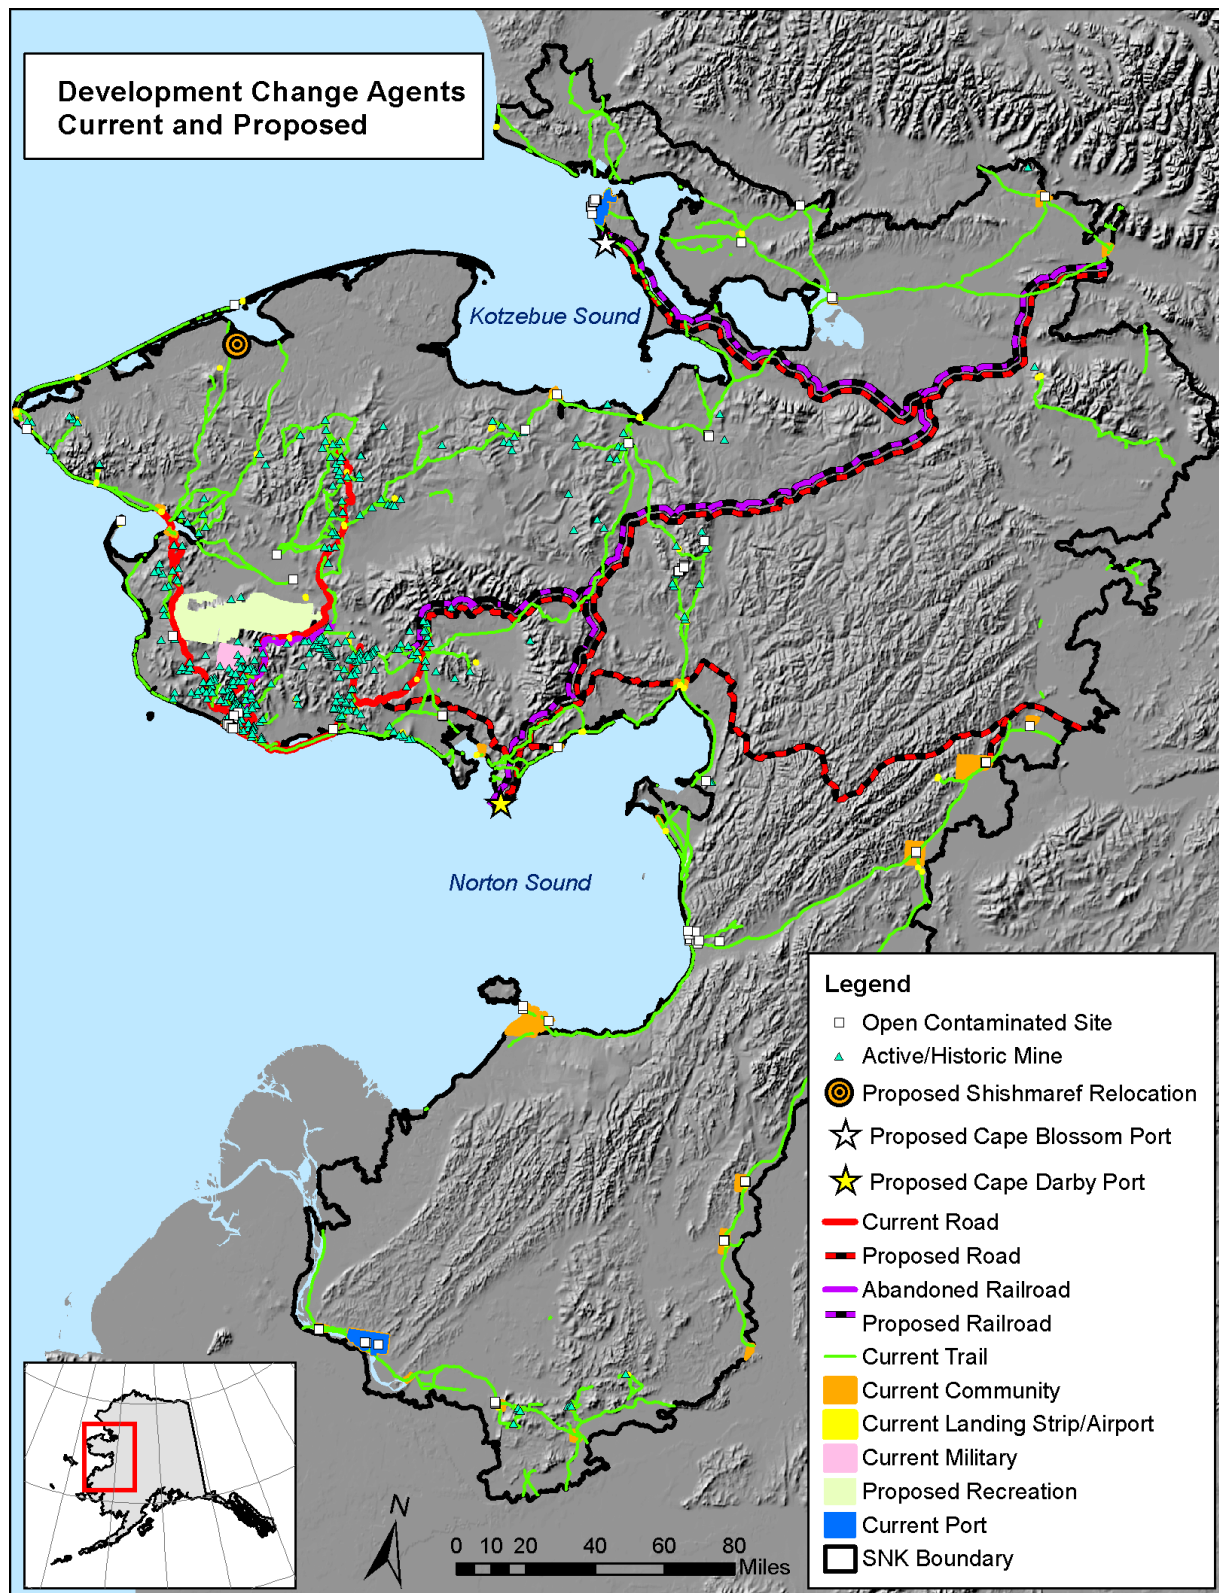 Development Change Agents
Current and Proposed
Kotzebue Sound
Norton Sound
Legend
Open Contaminated Site
Active/Historic Mine
Proposed Shishmaref Relocation
Proposed Cape Blossom Port
Proposed Cape Darby Port
Current Road
Proposed Road
Abandoned Railroad
Proposed Railroad
Current Trail
Current Community
Current Landing Strip/Airport
Current Military
Proposed Recreation
Current Port
SNK Boundary
N
0 10 20 40 60 80
Miles